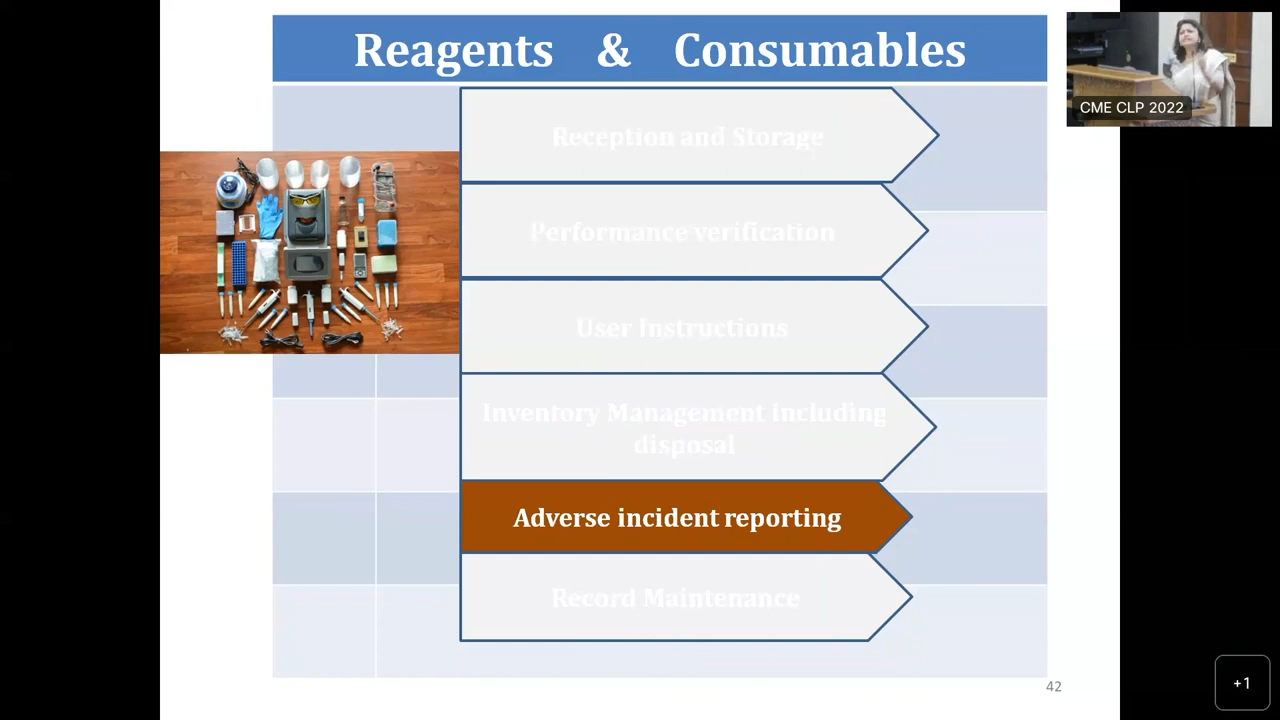 Reagents & Consumables
CME CLP 2022
Reception and Storage
Performance verification
User Instructions
Inventory Management including
disposal
Adverse incident reporting
Record Maintenance
42
+1